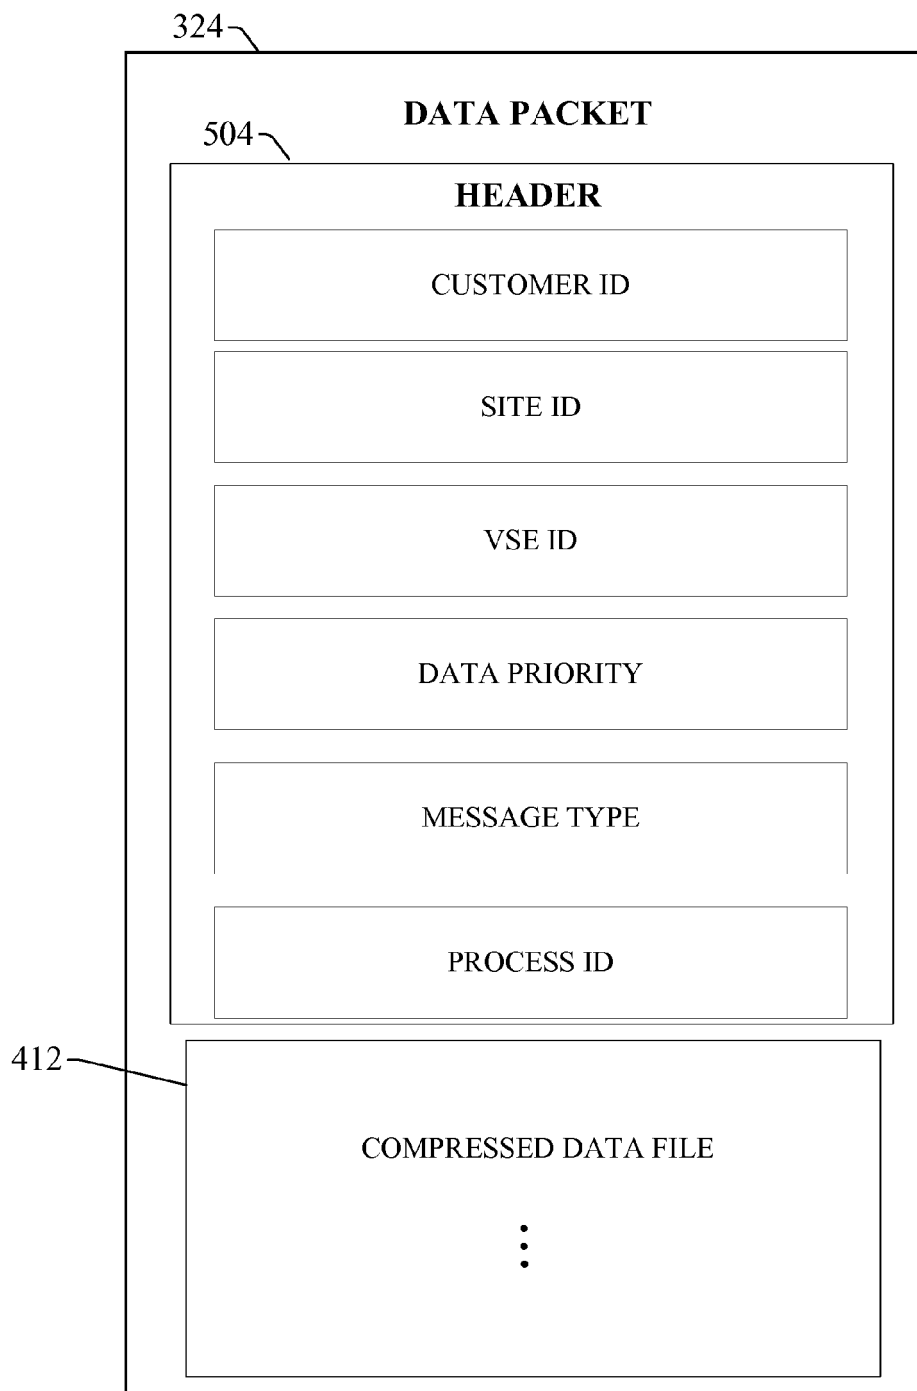 324
DATA PACKET
504
HEADER
CUSTOMER ID
SITE ID
VSE ID
DATA PRIORITY
MESSAGE TYPE
PROCESS ID
412
COMPRESSED DATA FILE